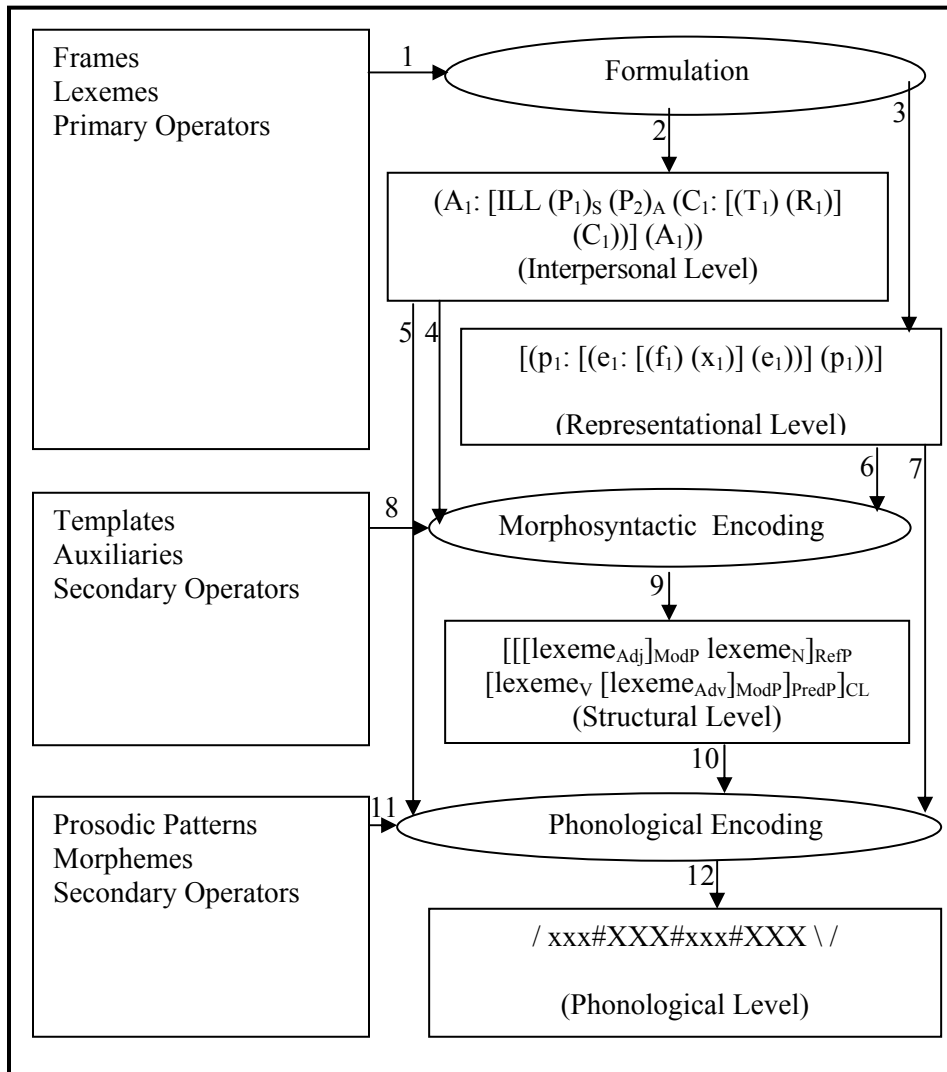 Frames
Lexemes
Primary Operators
1
Formulation
2
3
(A₁: [ILL (P₁)S (P₂)A (C₁: [(T₁) (R₁)]
(C₁))] (A₁))
(Interpersonal Level)
5
4
[(p₁: [(e₁: [(f₁) (x₁)] (e₁))] (p₁))]
(Representational Level)
6
7
Templates
Auxiliaries
Secondary Operators
8
Morphosyntactic Encoding
9
[[[lexemeAdj]ModP lexemeN]RefP
[lexemeV [lexemeAdv]ModP]PredP]CL
(Structural Level)
10
Prosodic Patterns
Morphemes
Secondary Operators
11
Phonological Encoding
12
/ xxx#XXX#xxx#XXX \ /
(Phonological Level)